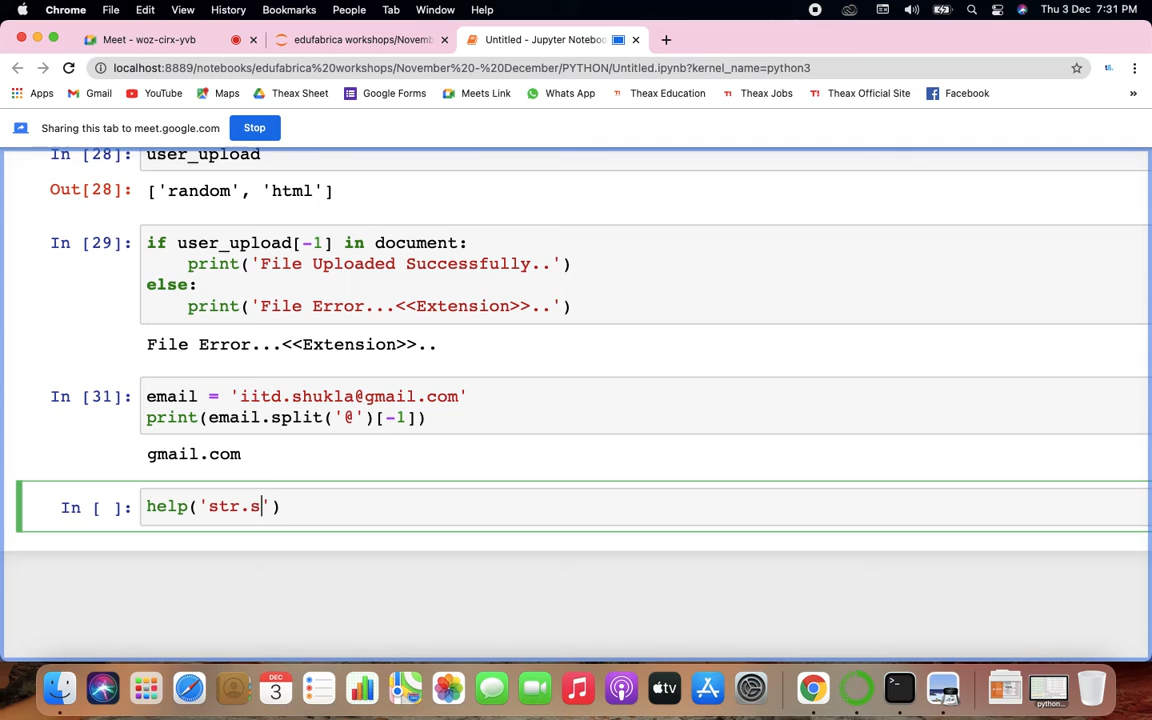 Chrome File Edit View History Bookmarks People Tab Window Help Thu 3 Dec 7:31 PM
Meet - woz-cirx-yvb edufabrica workshops/Novemb Untitled - Jupyter Noteboo
localhost:8889/notebooks/edufabrica%20workshops/November%20-%20December/PYTHON/Untitled.ipynb?kernel_name=python3
Apps Gmail YouTube Maps Theax Sheet Google Forms Meets Link Whats App Theax Education Theax Jobs Theax Official Site Facebook »
Sharing this tab to meet.google.com Stop
In [28]: user_upload
Out[28]: ['random', 'html']
In [29]: if user_upload[-1] in document:
print('File Uploaded Successfully..')
else:
print('File Error...<<Extension>>..')
File Error...<<Extension>>..
In [31]: email = 'iitd.shukla@gmail.com'
print(email.split('@')[-1])
gmail.com
In [ ]: help('str.s')
DEC
3
tv
python...